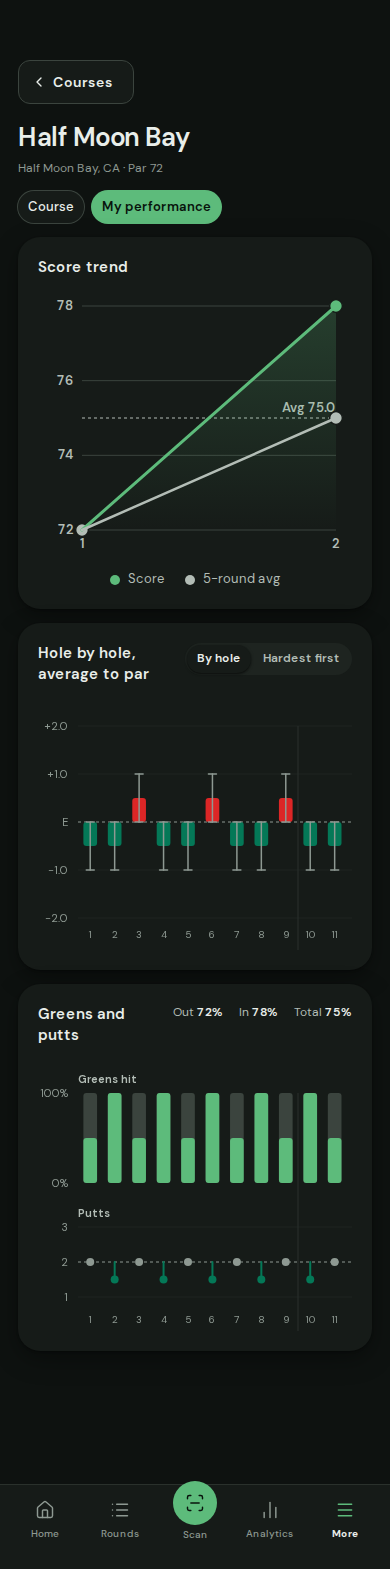 Courses
Half Moon Bay
Half Moon Bay, CA · Par 72
Course My performance
Score trend
78
76
Avg 75.0
74
72
1 2
Score 5-round avg
Hole by hole,
average to par
By hole Hardest first
+2.0
+1.0
E
−1.0
−2.0
1 2 3 4 5 6 7 8 9 10 11
Greens and
putts
Out 72% In 78% Total 75%
Greens hit
100%
0%
Putts
3
2
1
1 2 3 4 5 6 7 8 9 10 11
Home Rounds Scan Analytics More